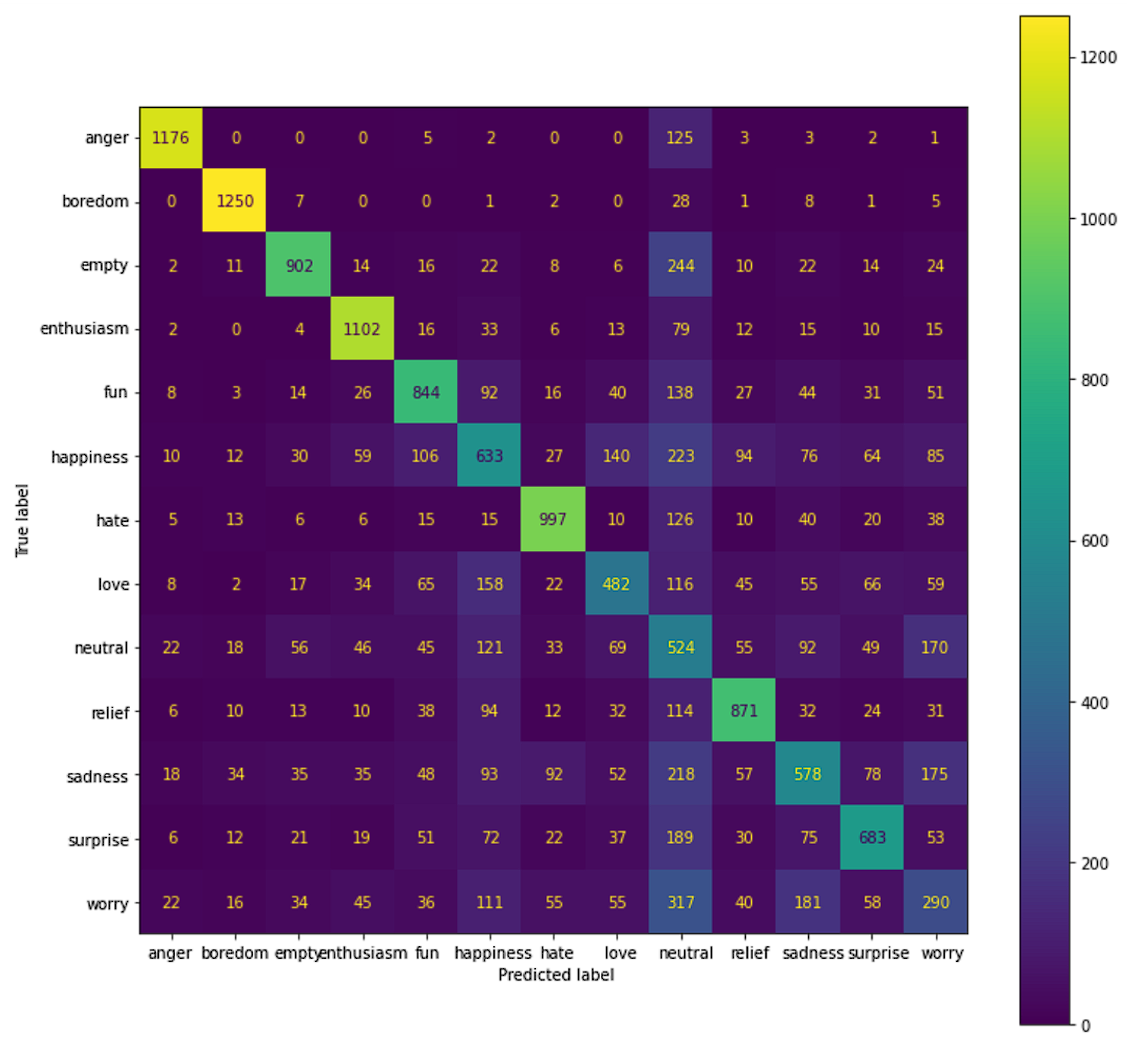 1200
anger 1176 0 0 0 5 2 0 0 125 3 3 2 1
boredom 0 1250 7 0 0 1 2 0 28 1 8 1 5
1000
empty 2 11 902 14 16 22 8 6 244 10 22 14 24
enthusiasm 2 0 4 1102 16 33 6 13 79 12 15 10 15
800
fun 8 3 14 26 844 92 16 40 138 27 44 31 51
happiness 10 12 30 59 106 633 27 140 223 94 76 64 85
True label
hate 5 13 6 6 15 15 997 10 126 10 40 20 38
600
love 8 2 17 34 65 158 22 482 116 45 55 66 59
neutral 22 18 56 46 45 121 33 69 524 55 92 49 170
400
relief 6 10 13 10 38 94 12 32 114 871 32 24 31
sadness 18 34 35 35 48 93 92 52 218 57 578 78 175
surprise 6 12 21 19 51 72 22 37 189 30 75 683 53
200
worry 22 16 34 45 36 111 55 55 317 40 181 58 290
anger boredom empty enthusiasm fun happiness hate love neutral relief sadness surprise worry
Predicted label
0